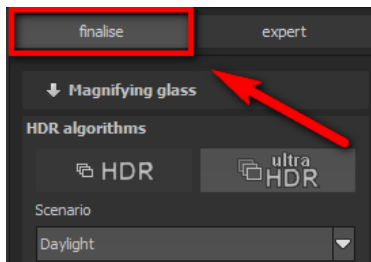 finalise expert
Magnifying glass
HDR algorithms
HDR ultra HDR
Scenario
Daylight